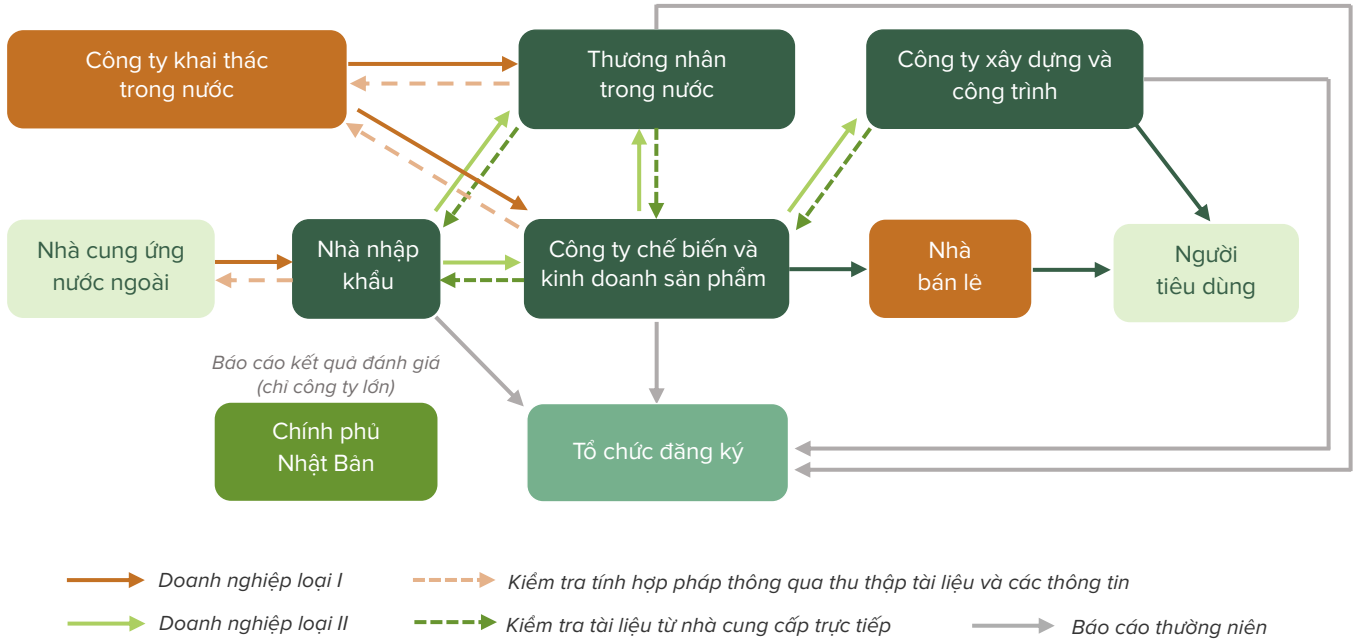 Công ty khai thác
trong nước
Thương nhân
trong nước
Công ty xây dựng và
công trình
Nhà cung ứng
nước ngoài
Nhà nhập
khẩu
Công ty chế biến và
kinh doanh sản phẩm
Nhà
bán lẻ
Người
tiêu dùng
Báo cáo kết quả đánh giá
(chỉ công ty lớn)
Chính phủ
Nhật Bản
Tổ chức đăng ký
Doanh nghiệp loại I
Kiểm tra tính hợp pháp thông qua thu thập tài liệu và các thông tin
Doanh nghiệp loại II
Kiểm tra tài liệu từ nhà cung cấp trực tiếp
Báo cáo thường niên